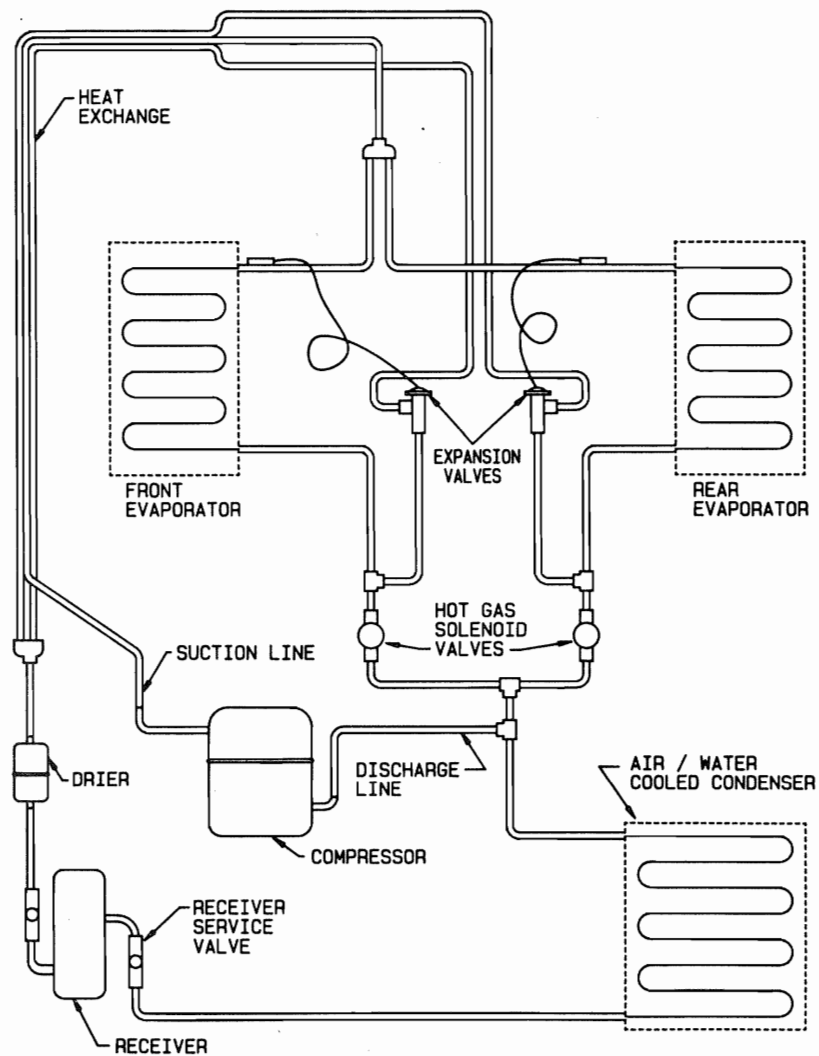 HEAT
EXCHANGE
EXPANSION
VALVES
FRONT
EVAPORATOR
REAR
EVAPORATOR
HOT GAS
SOLENOID
VALVES
SUCTION LINE
DISCHARGE
LINE
AIR / WATER
COOLED CONDENSER
DRIER
COMPRESSOR
RECEIVER
SERVICE
VALVE
RECEIVER